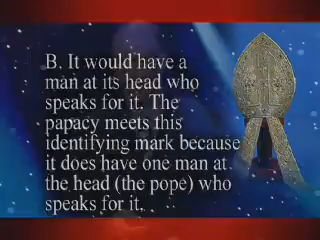 B. It would have a
man at its head who
speaks for it. The
papacy meets this
identifying mark because
it does have one man at
the head (the pope) who
speaks for it.